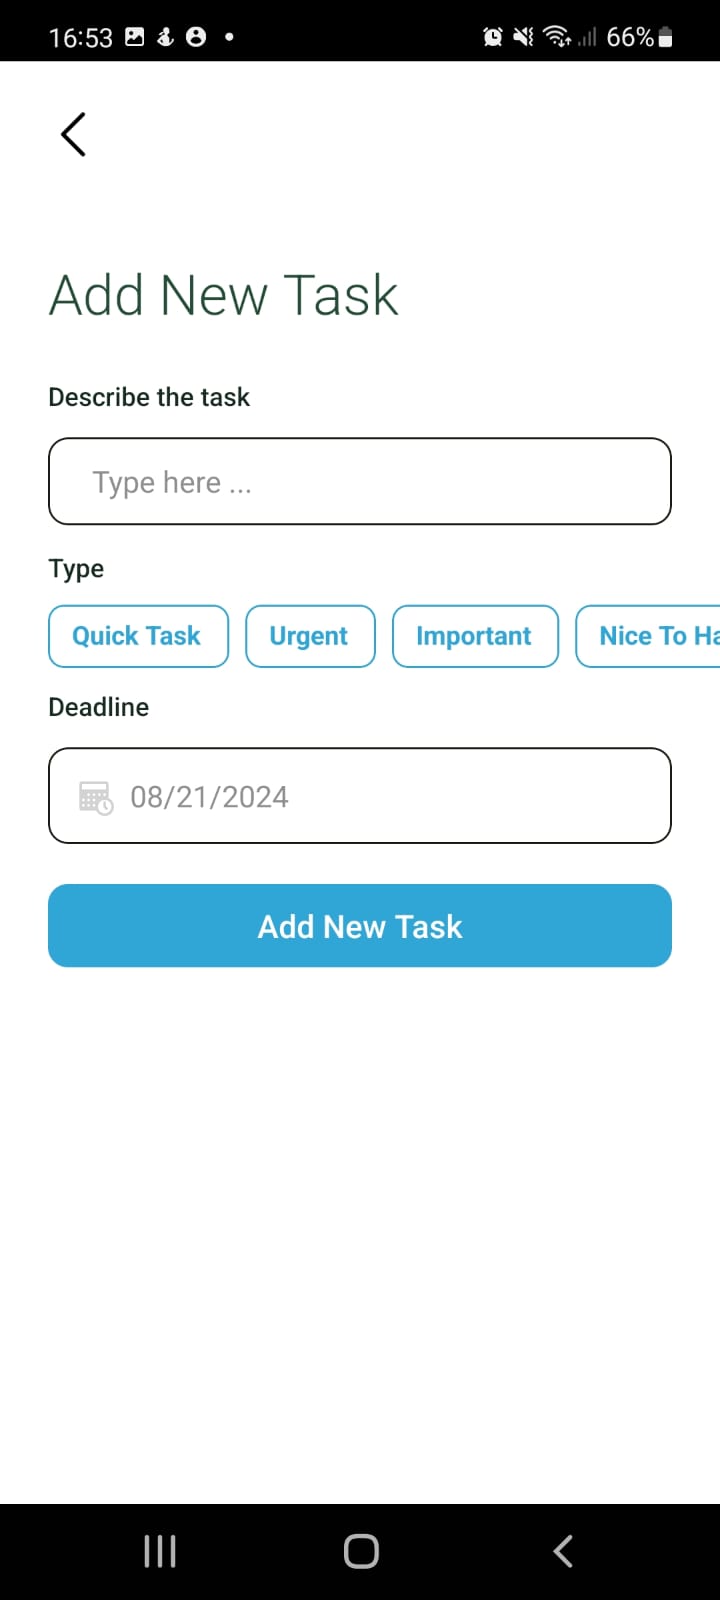 16:53
66%
Add New Task
Describe the task
Type here ...
Type
Quick Task Urgent Important Nice To Ha
Deadline
08/21/2024
Add New Task